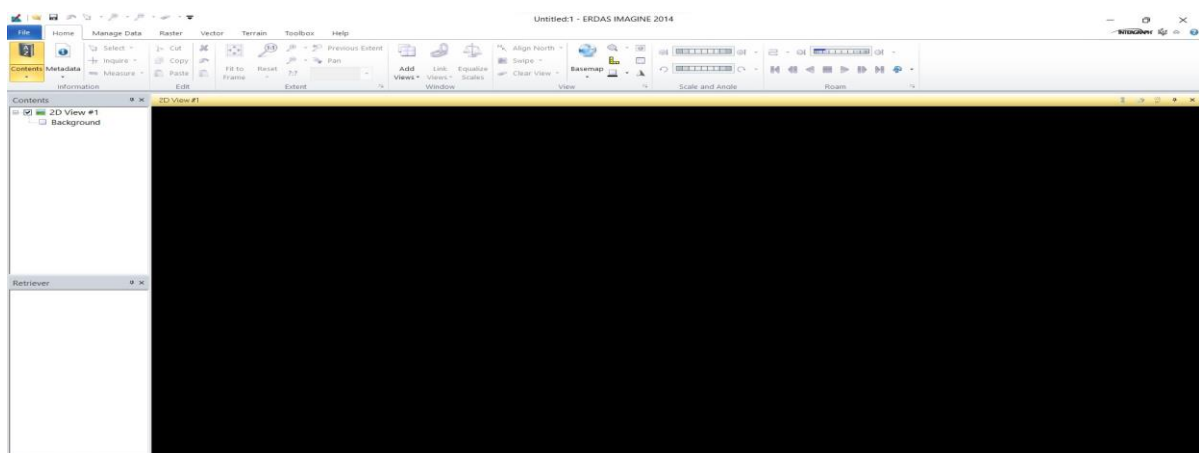 Untitled:1 - ERDAS IMAGINE 2014
File Home Manage Data Raster Vector Terrain Toolbox Help
INTERGRAPH
Select Cut Previous Extent Align North
Inquire Copy Pan Swipe
Contents Metadata Measure Paste Fit to Frame Reset ?:? Add Views Link Views Equalize Scales Clear View Basemap
1:1
Information Edit Extent Window View Scale and Angle Roam
Contents 2D View #1
2D View #1
Background
Retriever